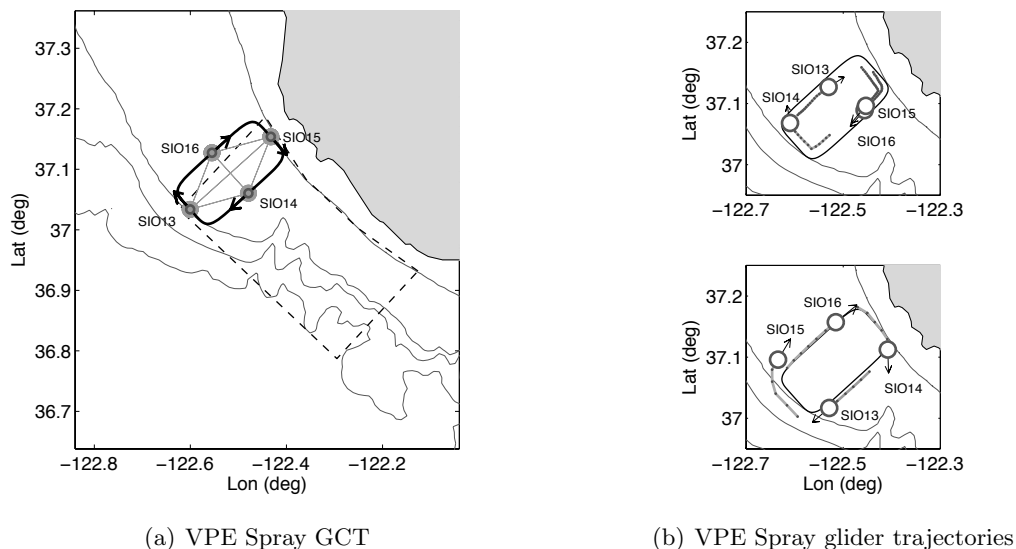 37.3
37.2
37.1
37
36.9
36.8
36.7
Lat (deg)
−122.8
−122.6
−122.4
−122.2
Lon (deg)
SIO16
SIO15
SIO13
SIO14
(a) VPE Spray GCT
37.2
37.1
37
Lat (deg)
−122.7
−122.5
−122.3
SIO13
SIO14
SIO15
SIO16
37.2
37.1
37
Lat (deg)
−122.7
−122.5
−122.3
Lon (deg)
SIO16
SIO15
SIO14
SIO13
(b) VPE Spray glider trajectories